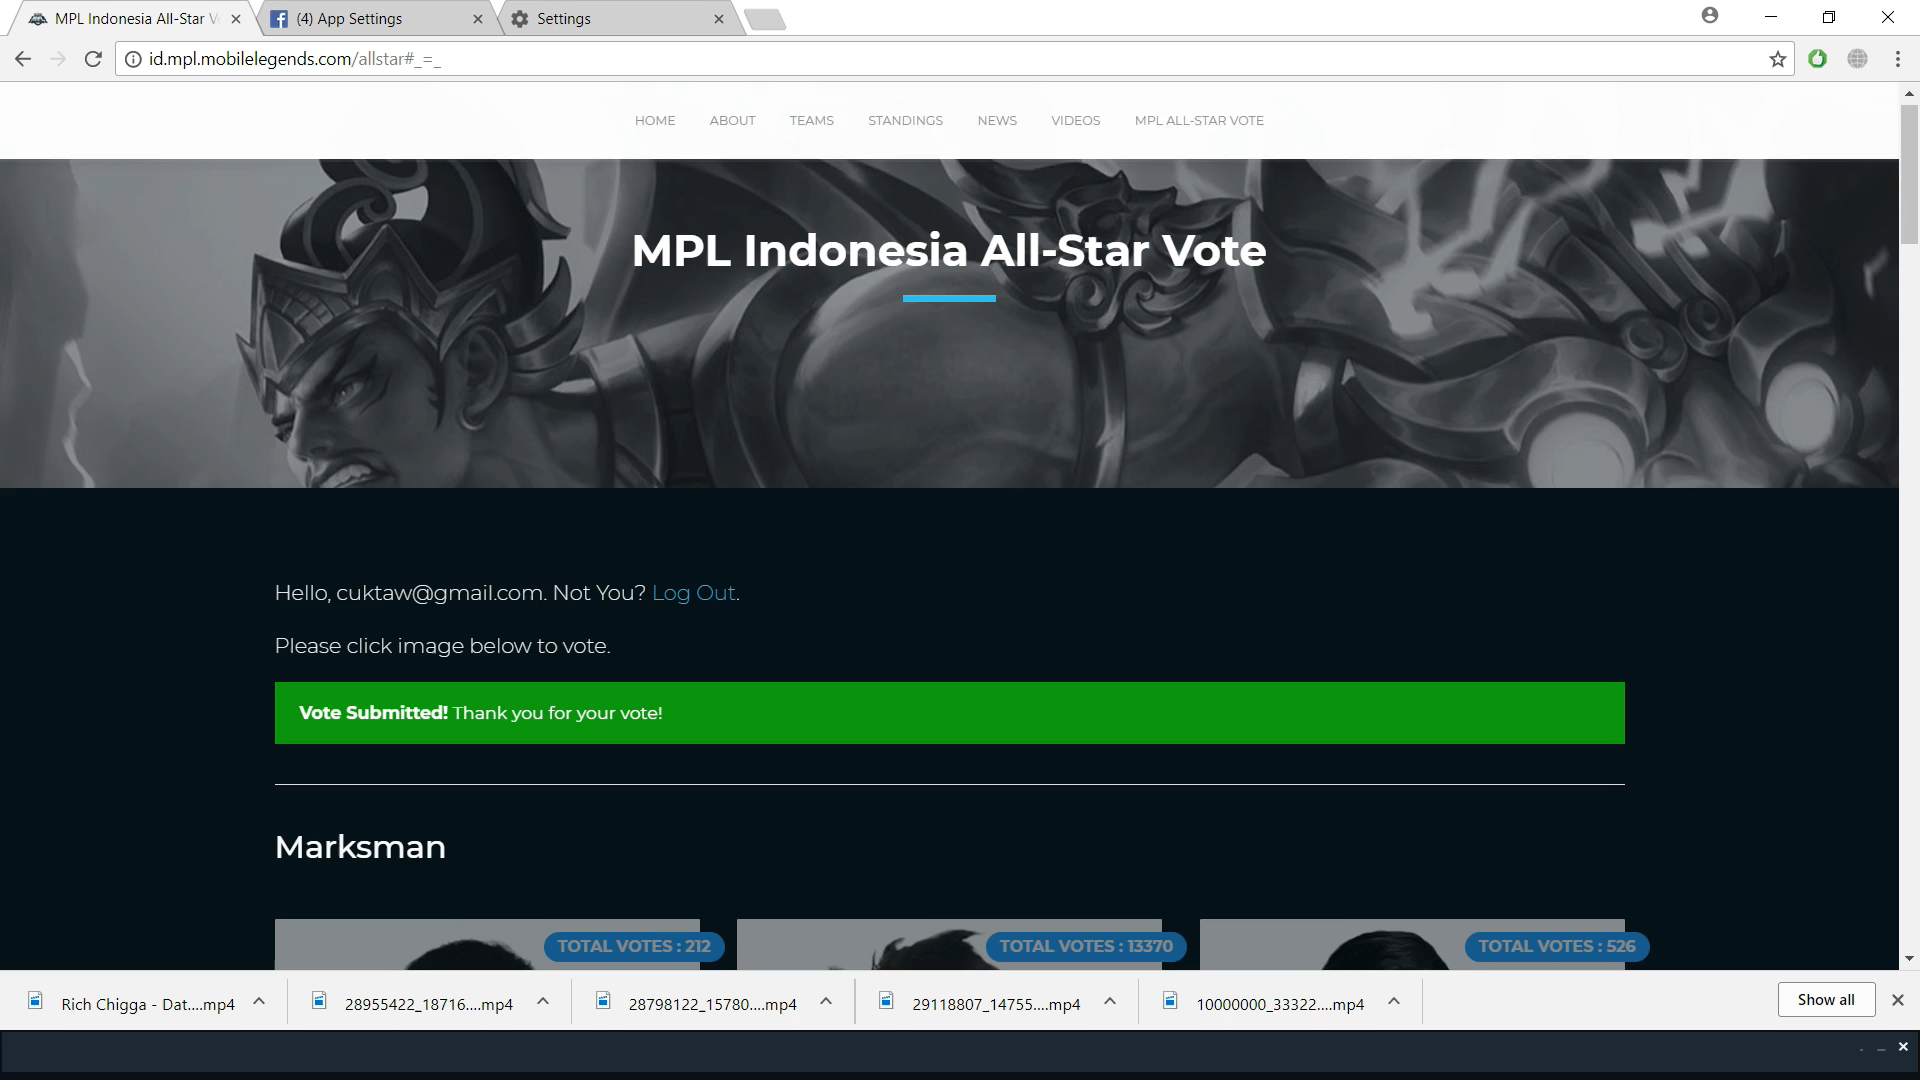 MPL Indonesia All-Star V
(4) App Settings
Settings
id.mpl.mobilelegends.com/allstar#_=_
HOME ABOUT TEAMS STANDINGS NEWS VIDEOS MPL ALL-STAR VOTE
MPL Indonesia All-Star Vote
Hello, cuktaw@gmail.com. Not You? Log Out.
Please click image below to vote.
Vote Submitted! Thank you for your vote!
Marksman
TOTAL VOTES : 212
TOTAL VOTES : 13370
TOTAL VOTES : 526
Rich Chigga - Dat....mp4
28955422_18716....mp4
28798122_15780....mp4
29118807_14755....mp4
10000000_33322....mp4
Show all